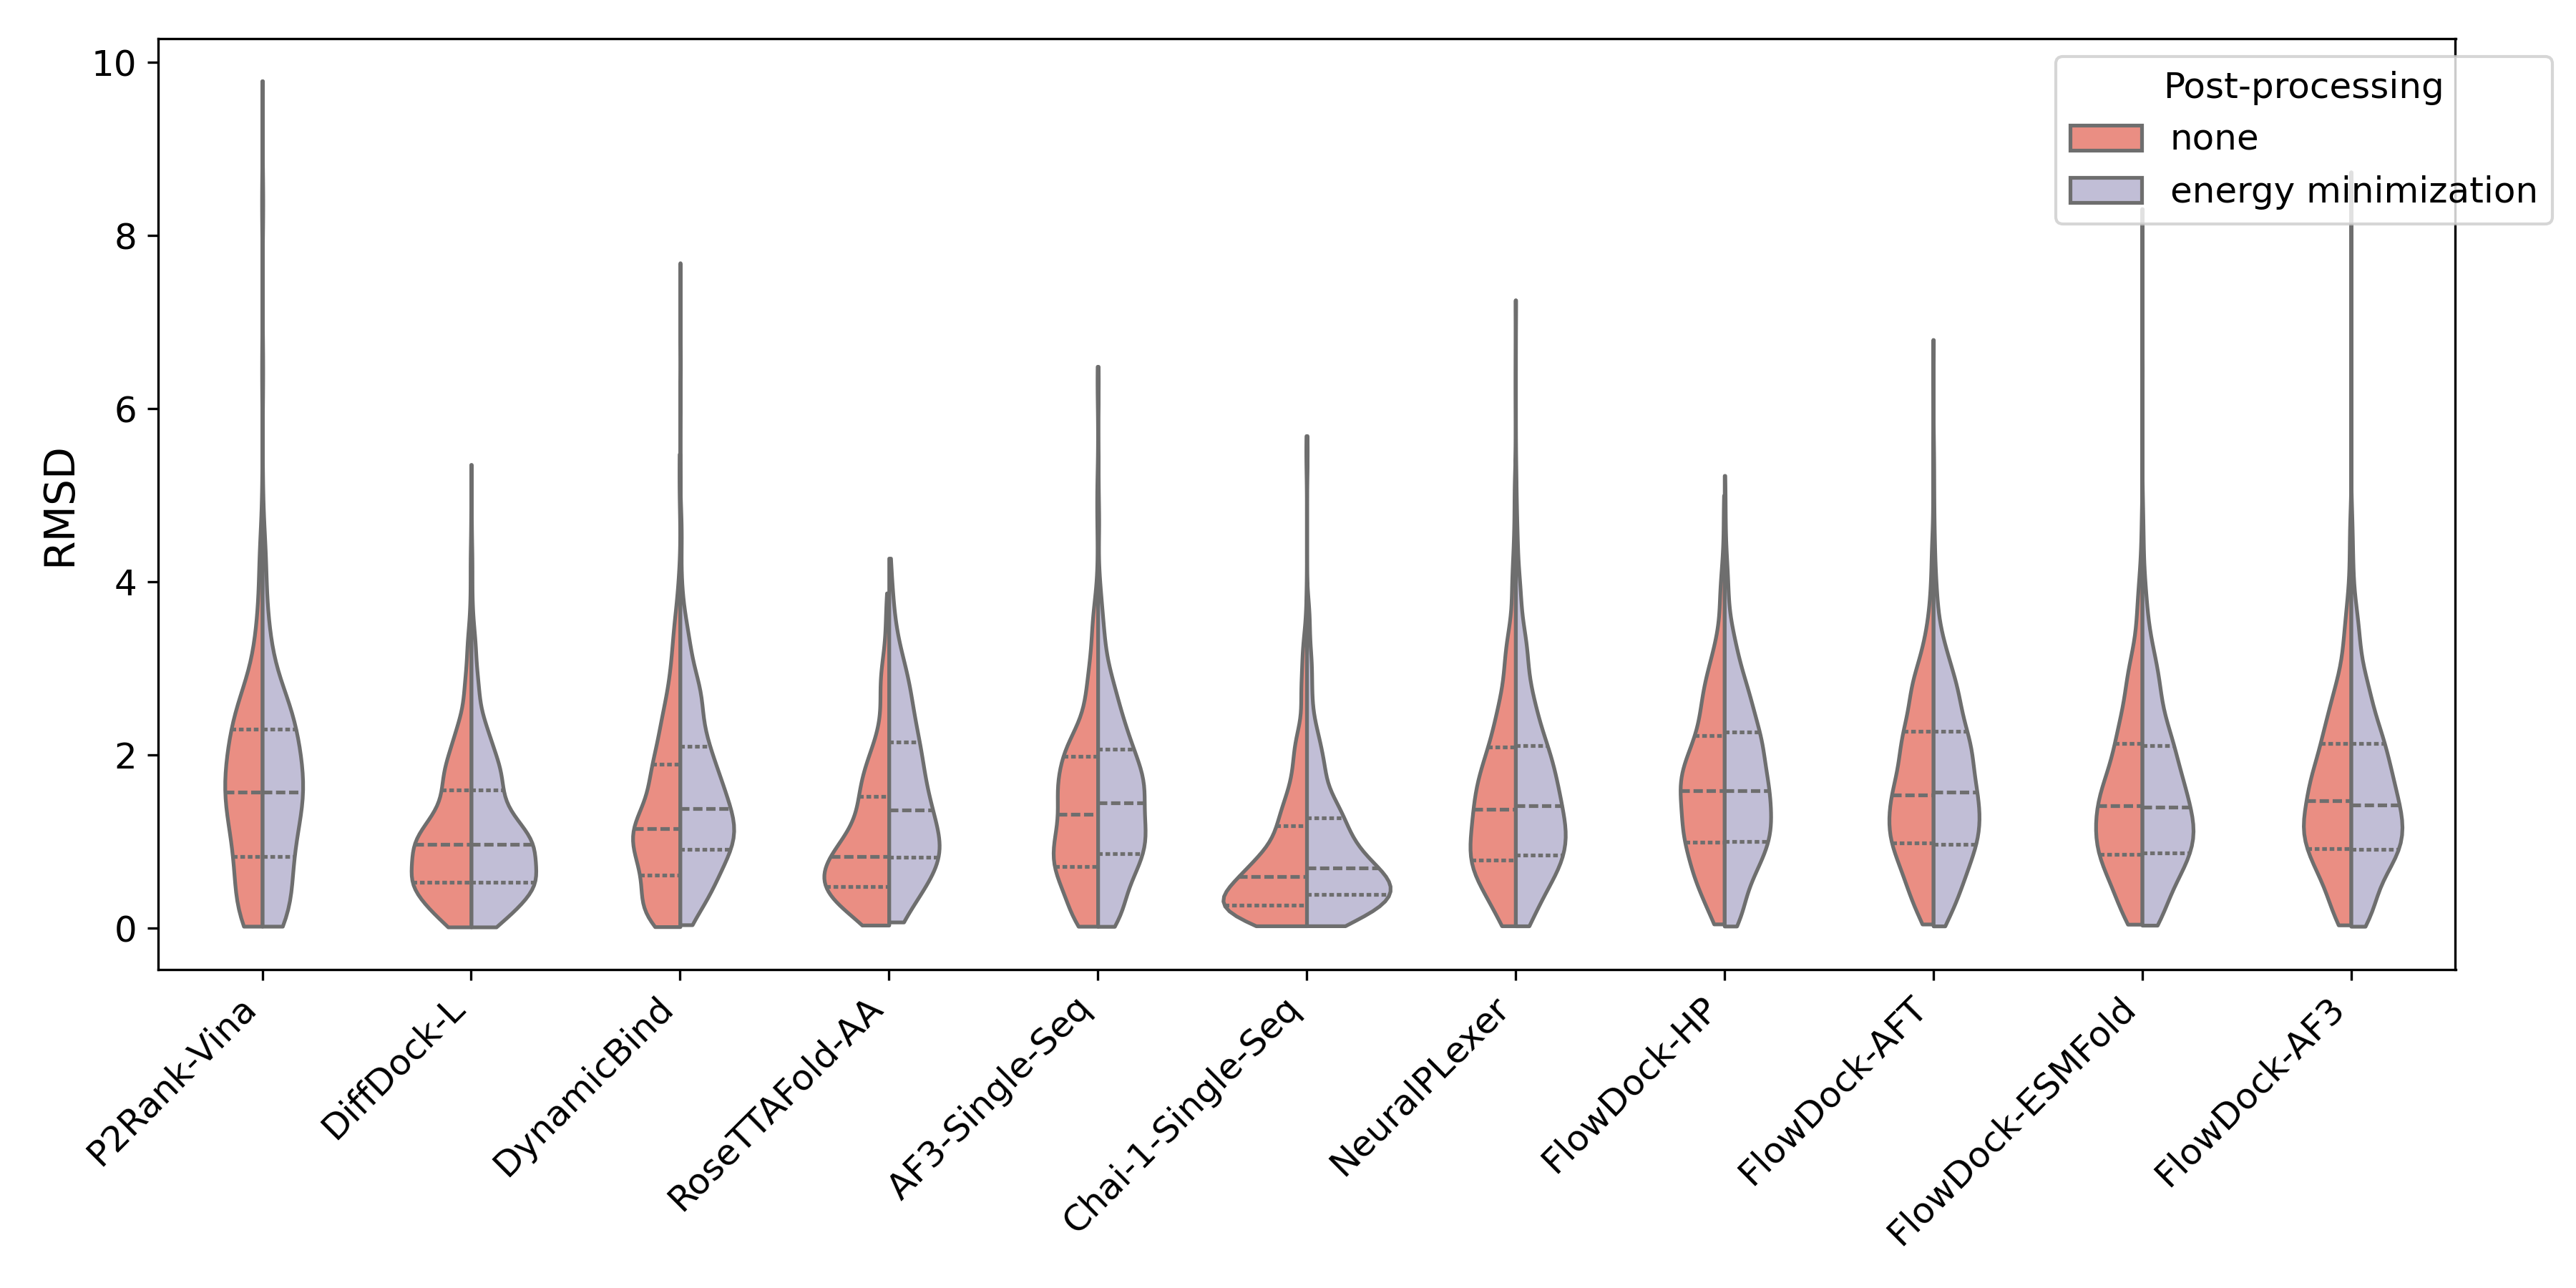 10
8
6
4
2
0
RMSD
Post-processing
none
energy minimization
P2Rank-Vina
DiffDock-L
DynamicBind
RoseTTAFold-AA
AF3-Single-Seq
Chai-1-Single-Seq
NeuralPLexer
FlowDock-HP
FlowDock-AFT
FlowDock-ESMFold
FlowDock-AF3